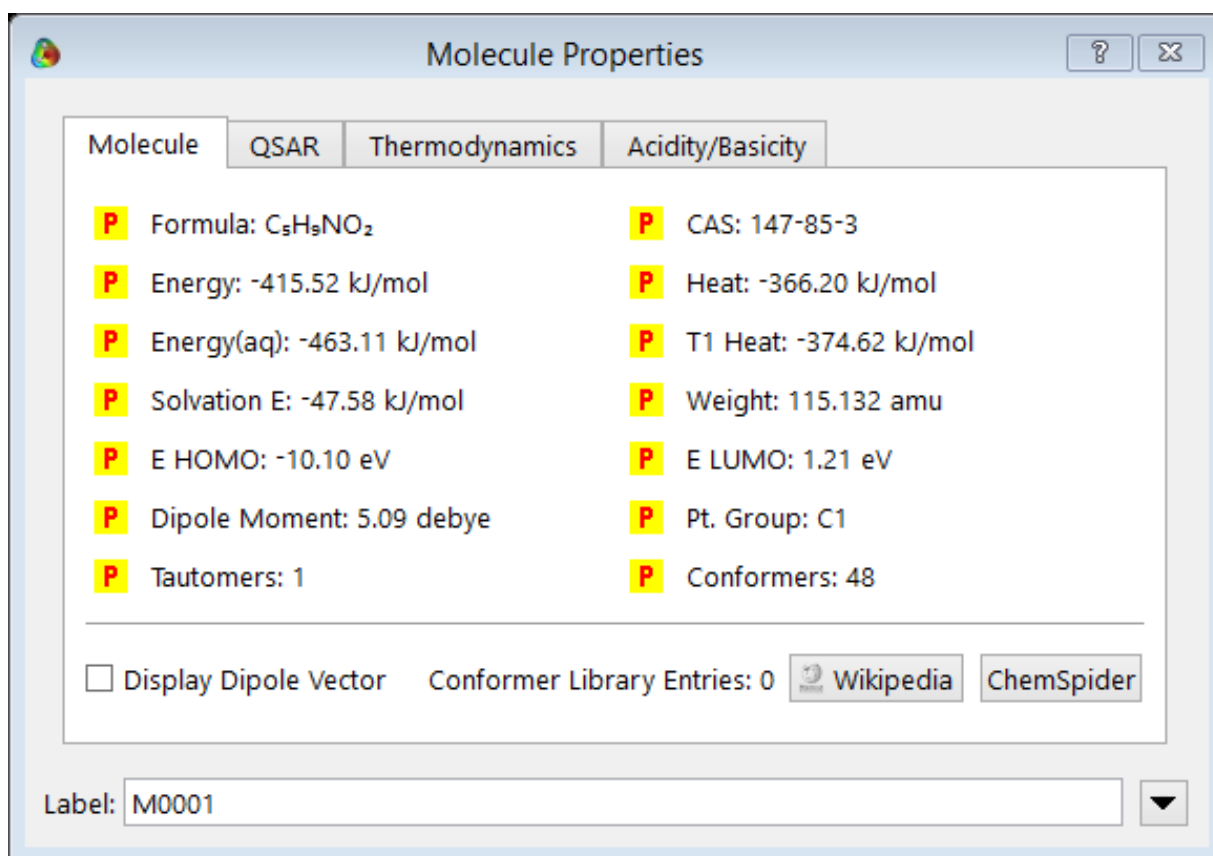 Molecule Properties
Molecule QSAR Thermodynamics Acidity/Basicity
P Formula: C₅H₉NO₂ P CAS: 147-85-3
P Energy: -415.52 kJ/mol P Heat: -366.20 kJ/mol
P Energy(aq): -463.11 kJ/mol P T1 Heat: -374.62 kJ/mol
P Solvation E: -47.58 kJ/mol P Weight: 115.132 amu
P E HOMO: -10.10 eV P E LUMO: 1.21 eV
P Dipole Moment: 5.09 debye P Pt. Group: C1
P Tautomers: 1 P Conformers: 48
Display Dipole Vector Conformer Library Entries: 0 Wikipedia ChemSpider
Label: M0001